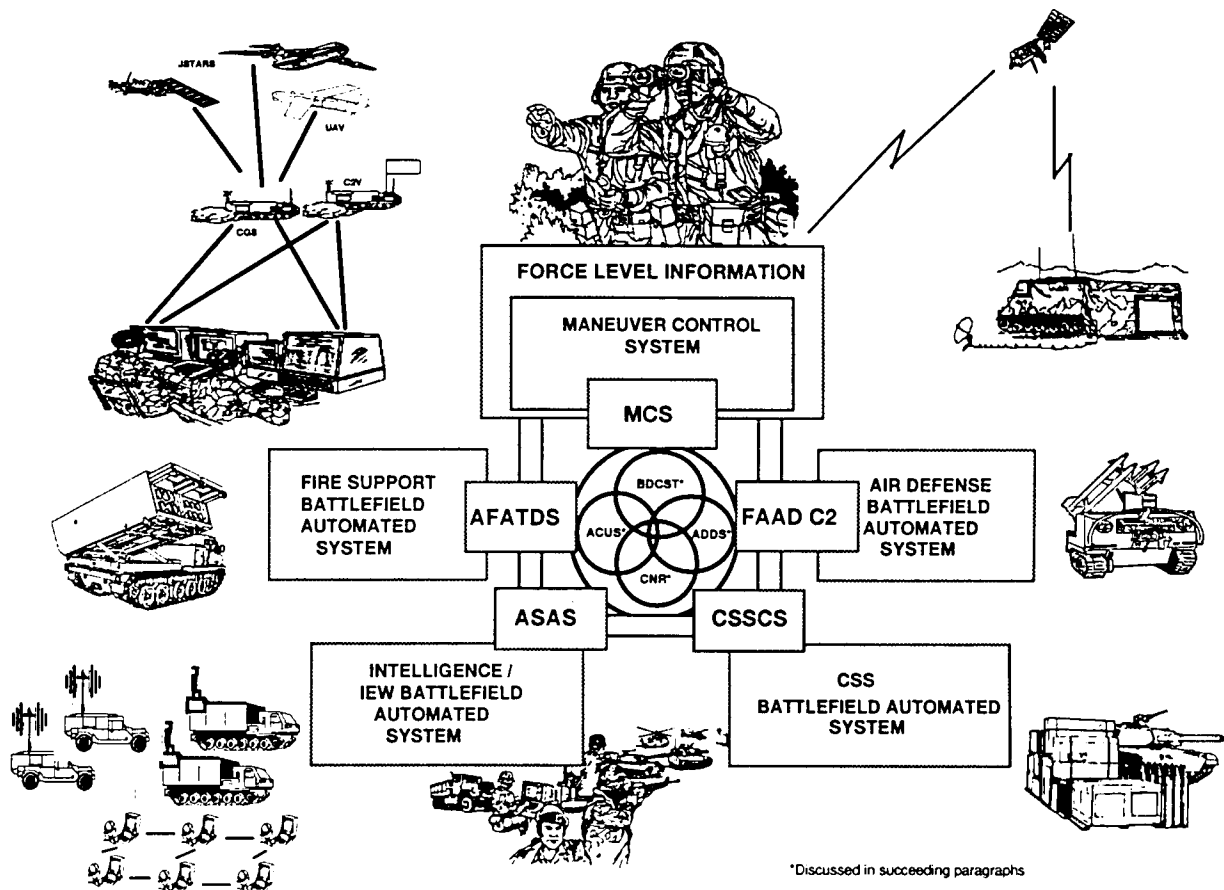 JSTARS
UAV
C2V
CGS
FORCE LEVEL INFORMATION
MANEUVER CONTROL
SYSTEM
MCS
FIRE SUPPORT
BATTLEFIELD
AUTOMATED
SYSTEM
AFATDS
BDCST*
ACUS*
ADDS*
CNR*
FAAD C2
AIR DEFENSE
BATTLEFIELD
AUTOMATED
SYSTEM
ASAS
CSSCS
INTELLIGENCE /
IEW BATTLEFIELD
AUTOMATED
SYSTEM
CSS
BATTLEFIELD AUTOMATED
SYSTEM
*Discussed in succeeding paragraphs